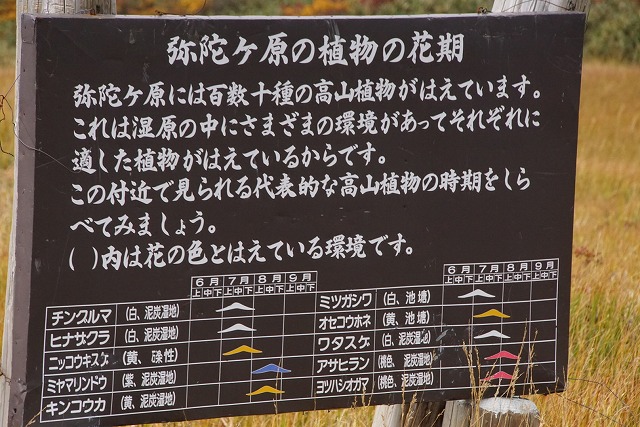 弥陀ケ原の植物の花期
弥陀ケ原には百数十種の高山植物がはえています。
これは湿原の中にさまざまの環境があってそれぞれに
適した植物がはえているからです。
この付近で見られる代表的な高山植物の時期をしら
べてみましょう。
( )内は花の色とはえている環境です。
6月 7月 8月 9月
上中下 上中下 上中下 上中下
チングルマ (白、泥炭湿地)
ヒナザクラ (白、泥炭湿地)
ニッコウキスゲ (黄、礫性)
ミヤマリンドウ (紫、泥炭湿地)
キンコウカ (黄、泥炭湿地)
6月 7月 8月 9月
上中下 上中下 上中下 上中下
ミツガシワ (白、池塘)
オセコウホネ (黄、池塘)
ワタスゲ (白、泥炭湿地)
アサヒラン (桃色、泥炭湿地)
ヨツバシオガマ (桃色、泥炭湿地)